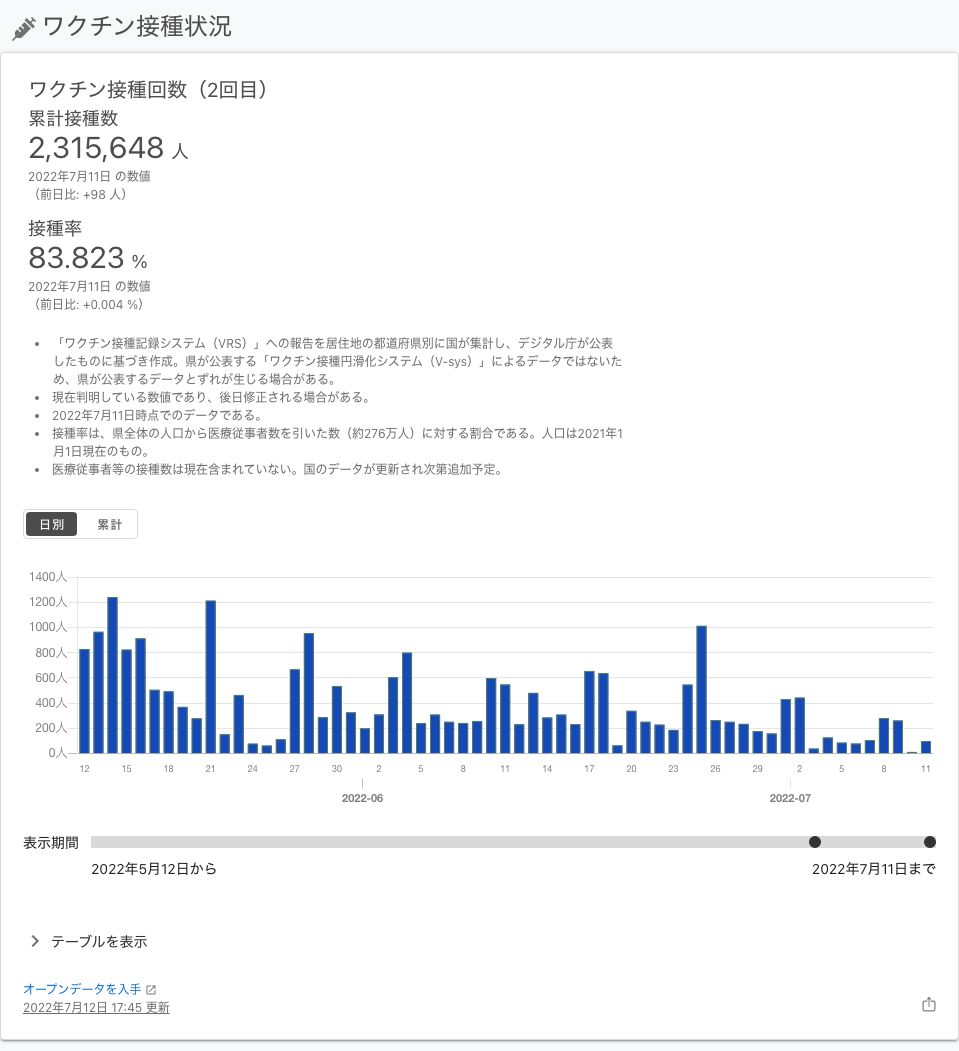 ワクチン接種状況
ワクチン接種回数（2回目）
累計接種数
2,315,648 人
2022年7月11日 の数値
（前日比: +98 人）
接種率
83.823 %
2022年7月11日 の数値
（前日比: +0.004 %）
• 「ワクチン接種記録システム（VRS）」への報告を居住地の都道府県別に国が集計し、デジタル庁が公表
したものに基づき作成。県が公表する「ワクチン接種円滑化システム（V-sys）」によるデータではないた
め、県が公表するデータとずれが生じる場合がある。
• 現在判明している数値であり、後日修正される場合がある。
• 2022年7月11日時点でのデータである。
• 接種率は、県全体の人口から医療従事者数を引いた数（約276万人）に対する割合である。人口は2021年1
月1日現在のもの。
• 医療従事者等の接種数は現在含まれていない。国のデータが更新され次第追加予定。
日別 累計
1400人
1200人
1000人
800人
600人
400人
200人
0人
12 15 18 21 24 27 30 2 5 8 11 14 17 20 23 26 29 2 5 8 11
2022-06 2022-07
表示期間
2022年5月12日から 2022年7月11日まで
テーブルを表示
オープンデータを入手
2022年7月12日 17:45 更新